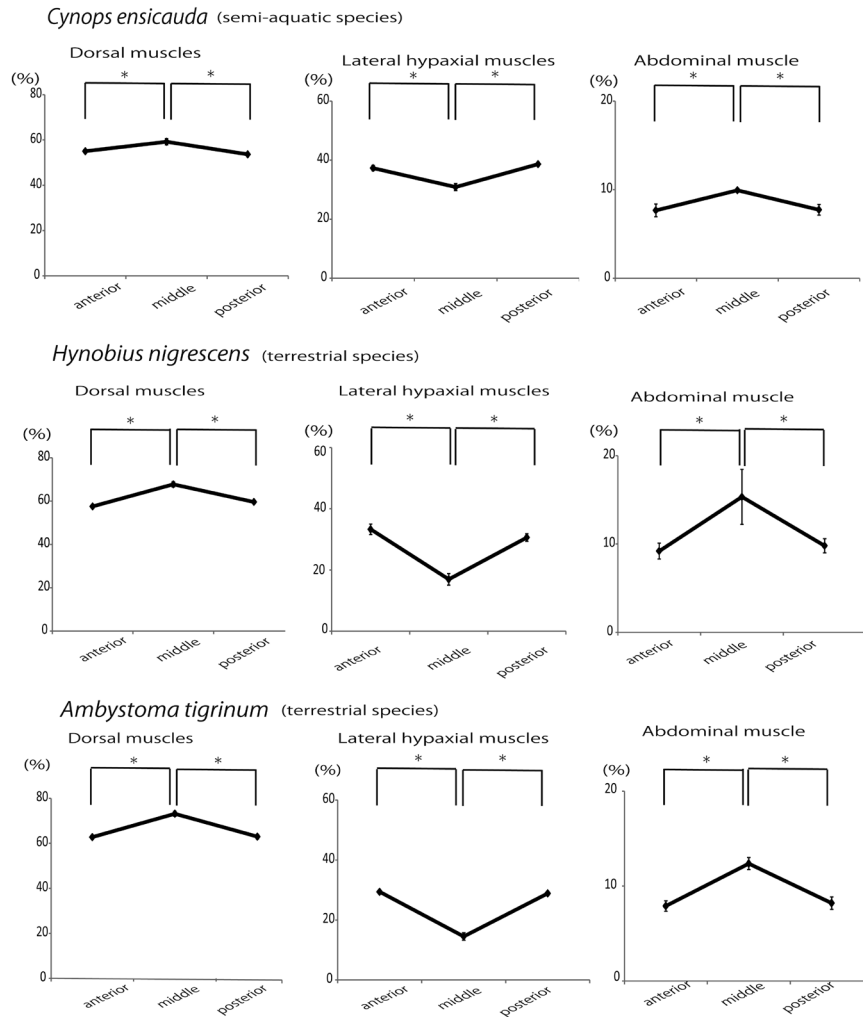 Cynops ensicauda (semi-aquatic species)
Dorsal muscles
(%)
* *
80
60
40
20
0
anterior middle posterior
Lateral hypaxial muscles
(%)
* *
60
40
20
0
anterior middle posterior
Abdominal muscle
(%)
* *
20
10
0
anterior middle posterior
Hynobius nigrescens (terrestrial species)
Dorsal muscles
(%)
* *
80
60
40
20
0
anterior middle posterior
Lateral hypaxial muscles
(%)
* *
60
40
20
0
anterior middle posterior
Abdominal muscle
(%)
* *
20
10
0
anterior middle posterior
Ambystoma tigrinum (terrestrial species)
Dorsal muscles
(%)
* *
80
60
40
20
0
anterior middle posterior
Lateral hypaxial muscles
(%)
* *
60
40
20
0
anterior middle posterior
Abdominal muscle
(%)
* *
20
10
0
anterior middle posterior